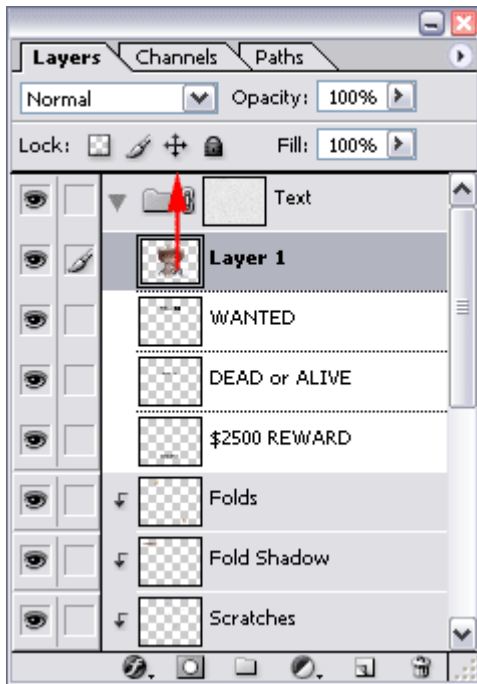 Layers Channels Paths
Normal Opacity: 100%
Lock: Fill: 100%
Text
Layer 1
WANTED
DEAD or ALIVE
$2500 REWARD
Folds
Fold Shadow
Scratches